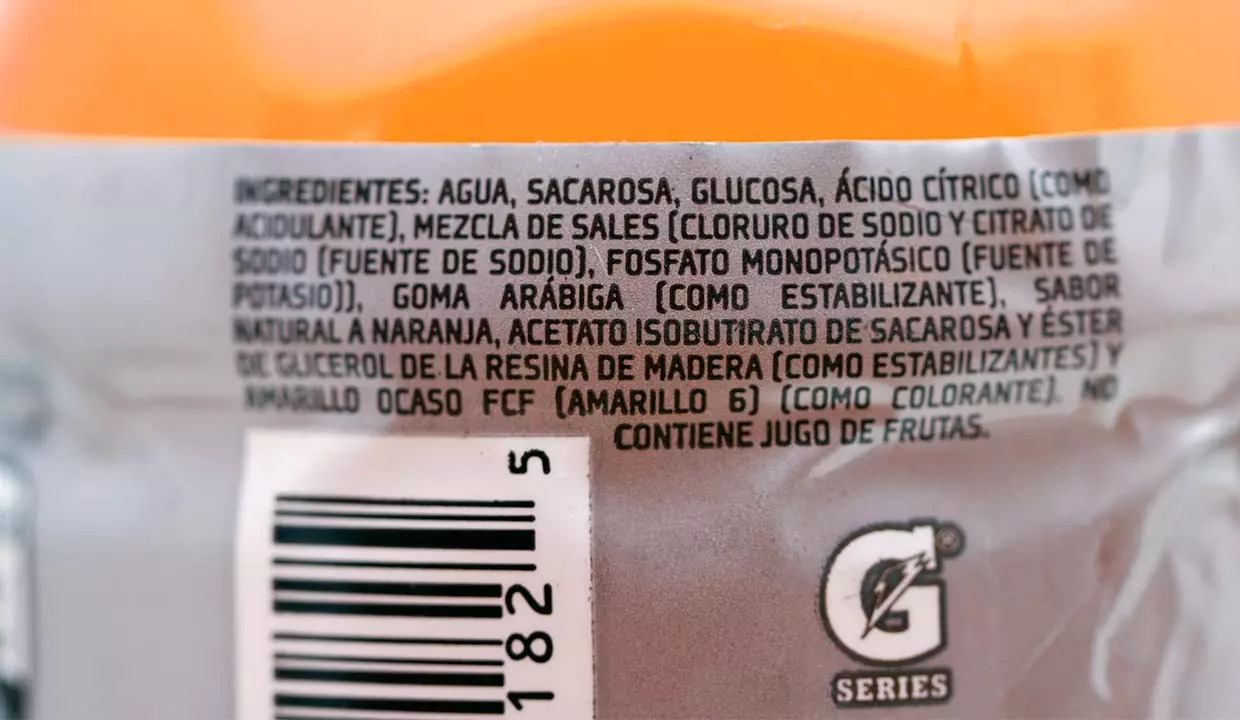 INGREDIENTES: AGUA, SACAROSA, GLUCOSA, ÁCIDO CÍTRICO (COMO
ACIDULANTE), MEZCLA DE SALES (CLORURO DE SODIO Y CITRATO DE
SODIO (FUENTE DE SODIO), FOSFATO MONOPOTÁSICO (FUENTE DE
POTASIO)), GOMA ARÁBIGA (COMO ESTABILIZANTE), SABOR
NATURAL A NARANJA, ACETATO ISOBUTIRATO DE SACAROSA Y ÉSTER
DE GLICEROL DE LA RESINA DE MADERA (COMO ESTABILIZANTES) Y
AMARILLO OCASO FCF (AMARILLO 6) (COMO COLORANTE). NO
CONTIENE JUGO DE FRUTAS.
182 5
G®
SERIES